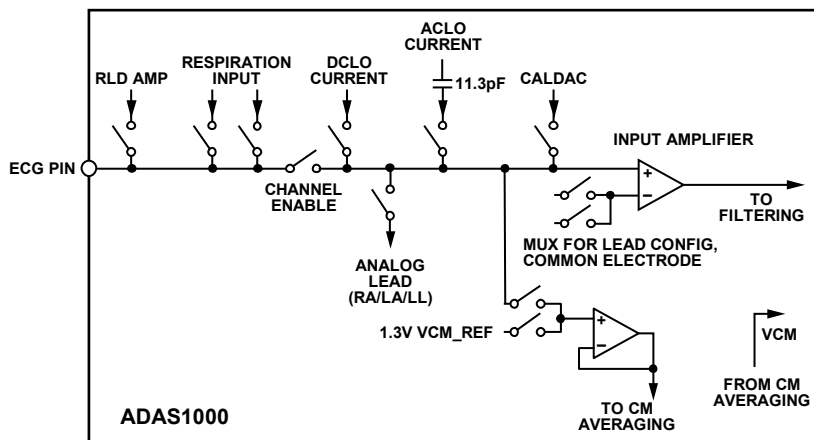 ACLO
CURRENT
RESPIRATION
INPUT
DCLO
CURRENT
RLD AMP
11.3pF
CALDAC
INPUT AMPLIFIER
ECG PIN
CHANNEL
ENABLE
+
–
TO
FILTERING
MUX FOR LEAD CONFIG,
COMMON ELECTRODE
ANALOG
LEAD
(RA/LA/LL)
1.3V VCM_REF
+
–
VCM
TO CM
AVERAGING
FROM CM
AVERAGING
ADAS1000